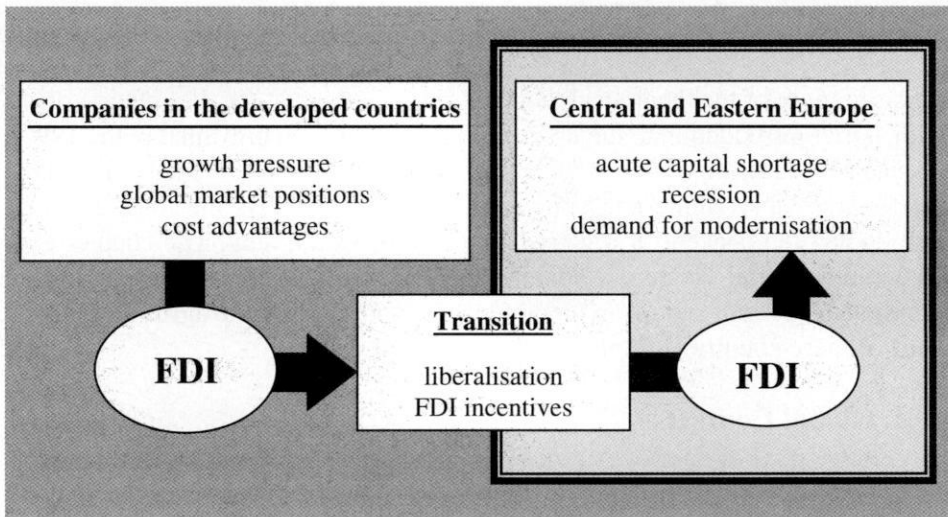 Companies in the developed countries
growth pressure
global market positions
cost advantages
Central and Eastern Europe
acute capital shortage
recession
demand for modernisation
FDI
Transition
liberalisation
FDI incentives
FDI